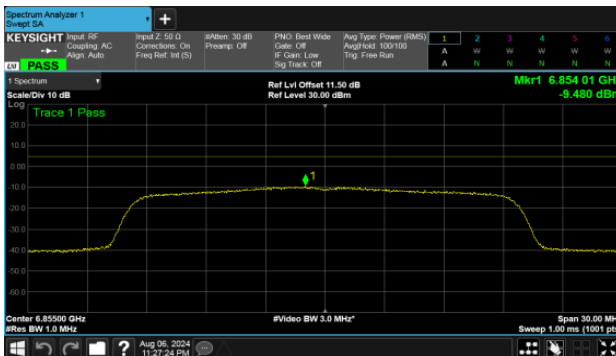 Spectrum Analyzer 1
Swept SA
KEYSIGHT
Input: RF
Coupling: AC
Align: Auto
Input Z: 50 Ω
Corrections: On
Freq Ref: Int (S)
#Atten: 30 dB
Preamp: Off
PNO: Best Wide
Gate: Off
IF Gain: Low
Sig Track: Off
Avg Type: Power (RMS)
Avg|Hold: 100/100
Trig: Free Run
1 2 3 4 5 6
A W W W W W
A N N N N N
LXI PASS
1 Spectrum
Scale/Div 10 dB
Ref Lvl Offset 11.50 dB
Ref Level 30.00 dBm
Mkr1 6.854 01 GH
-9.480 dBr
Log
Trace 1 Pass
20.0
10.0
0.00
-10.0
-20.0
-30.0
-40.0
-50.0
-60.0
1
Center 6.85500 GHz
#Res BW 1.0 MHz
#Video BW 3.0 MHz*
Span 30.00 MH
Sweep 1.00 ms (1001 pts
?
Aug 06, 2024
11:27:24 PM